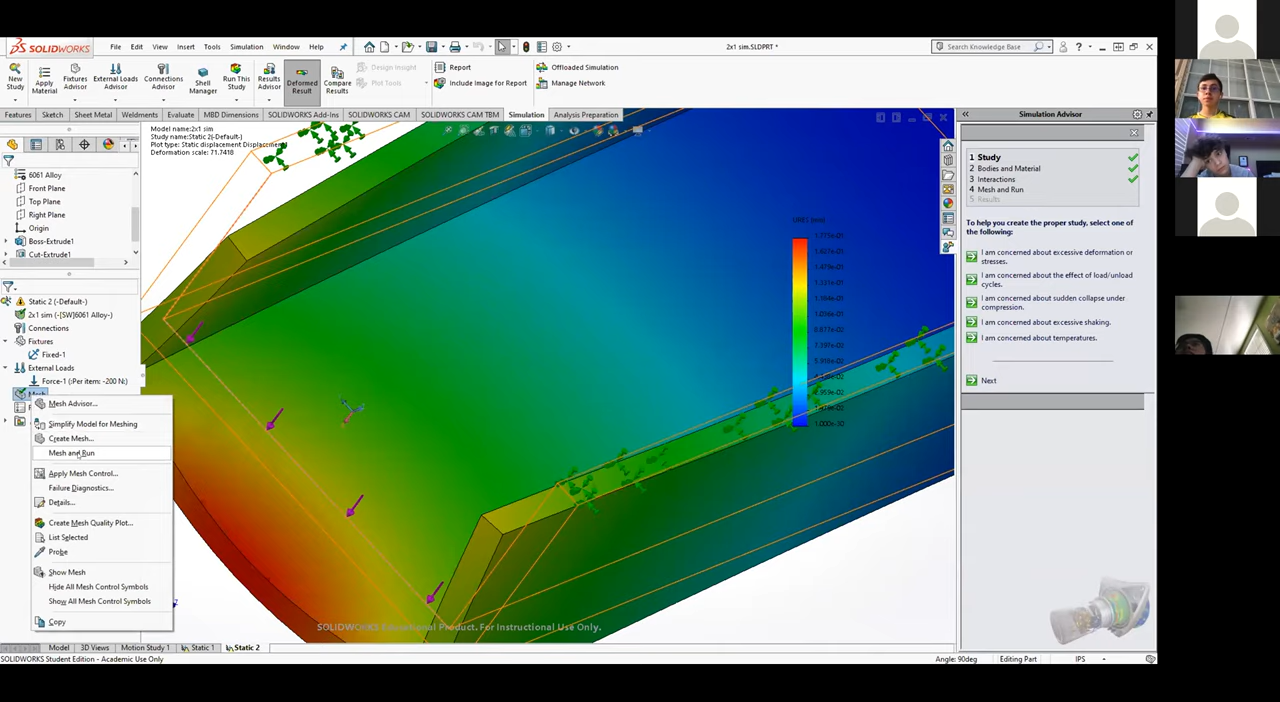 SOLIDWORKS
File Edit View Insert Tools Simulation Window Help
2x1 sim.SLDPRT *
Search Knowledge Base
New Study
Apply Material
Fixtures Advisor
External Loads Advisor
Connections Advisor
Shell Manager
Run This Study
Results Advisor
Deformed Result
Compare Results
Design Insight
Plot Tools
Report
Include Image for Report
Offloaded Simulation
Manage Network
Features Sketch Sheet Metal Weldments Evaluate MBD Dimensions SOLIDWORKS Add-Ins SOLIDWORKS CAM SOLIDWORKS CAM TBM Simulation Analysis Preparation
Model name:2x1 sim
Study name:Static 2(-Default-)
Plot type: Static displacement Displacement1
Deformation scale: 71.7418
6061 Alloy
Front Plane
Top Plane
Right Plane
Origin
Boss-Extrude1
Cut-Extrude1
Static 2 (-Default-)
2x1 sim (-[SW]6061 Alloy-)
Connections
Fixtures
Fixed-1
External Loads
Force-1 (:Per item: -200 N:)
Mesh
Mesh Advisor...
Simplify Model for Meshing
Create Mesh...
Mesh and Run
Apply Mesh Control...
Failure Diagnostics...
Details...
Create Mesh Quality Plot...
List Selected
Probe
Show Mesh
Hide All Mesh Control Symbols
Show All Mesh Control Symbols
Copy
URES (mm)
1.000e-30
SOLIDWORKS Educational Product. For Instructional Use Only.
Simulation Advisor
1 Study
2 Bodies and Material
3 Interactions
4 Mesh and Run
5 Results
To help you create the proper study, select one of
the following:
I am concerned about excessive deformation or
stresses.
I am concerned about the effect of load/unload
cycles.
I am concerned about sudden collapse under
compression.
I am concerned about excessive shaking.
I am concerned about temperatures.
Next
Model 3D Views Motion Study 1 Static 1 Static 2
SOLIDWORKS Student Edition - Academic Use Only
Angle: 90deg Editing Part IPS